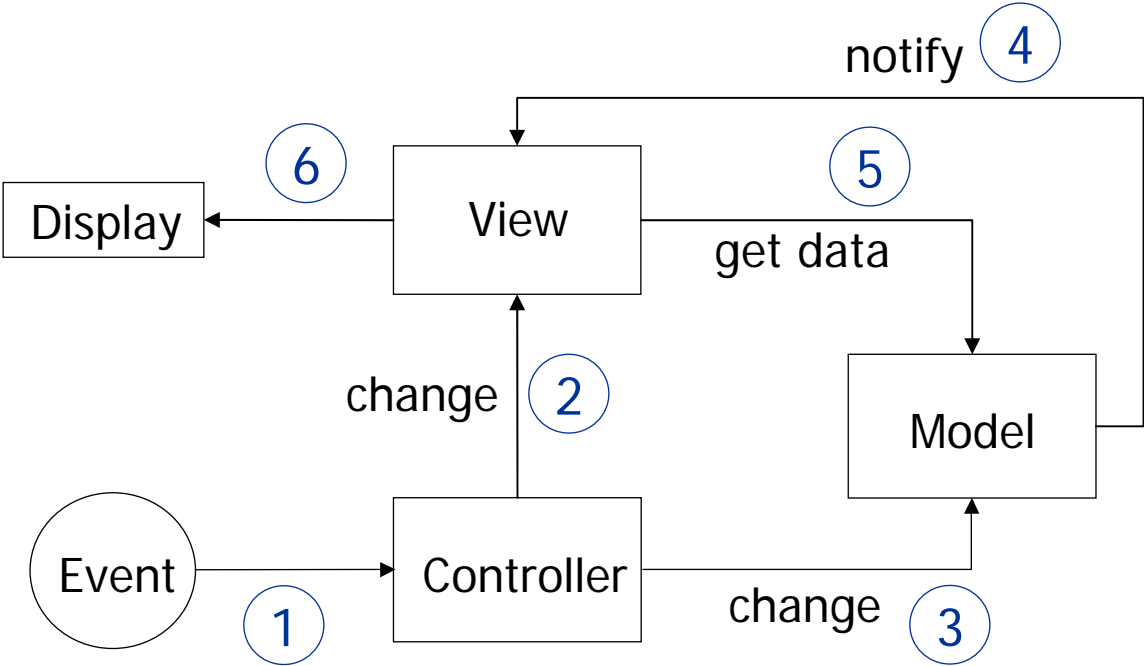 notify 4
6
5
Display
View
get data
change 2
Model
Event
Controller
change 3
1